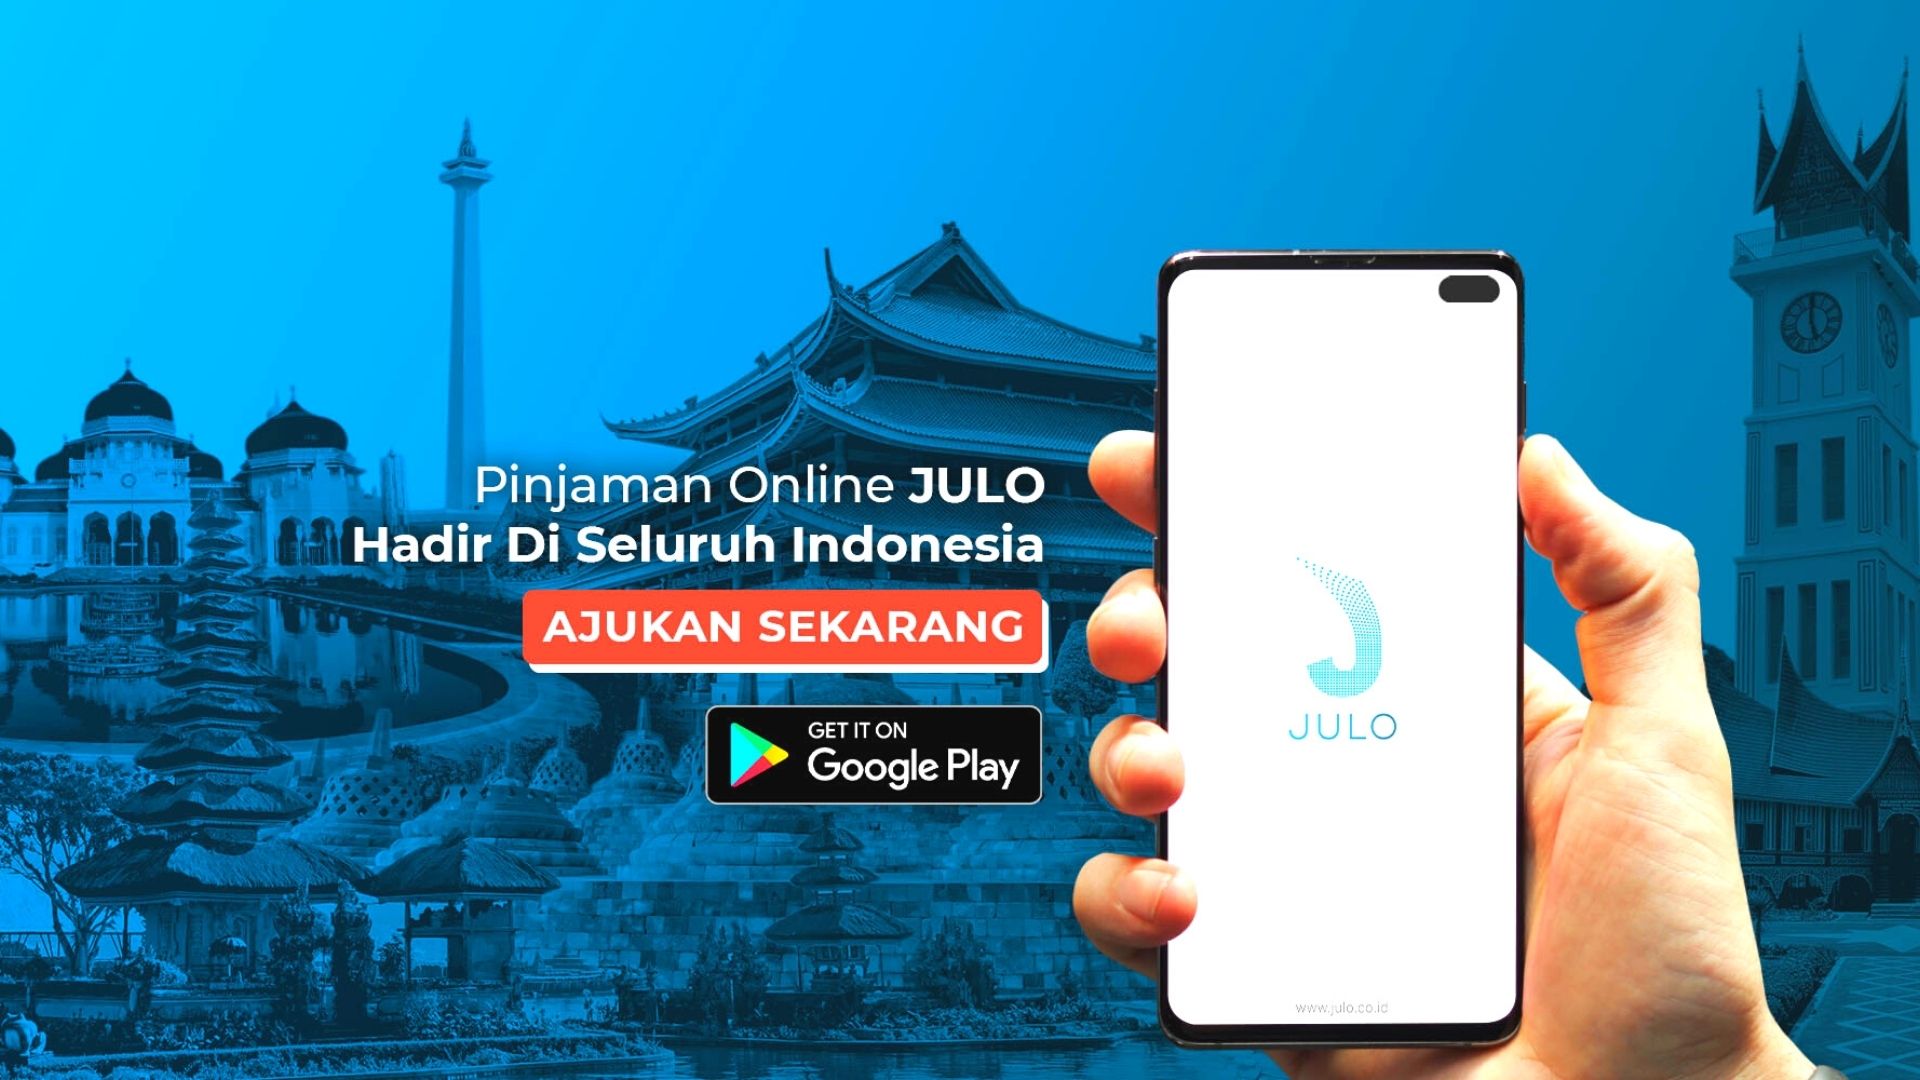 Pinjaman Online JULO
Hadir Di Seluruh Indonesia
AJUKAN SEKARANG
GET IT ON
Google Play
JULO
www.julo.co.id